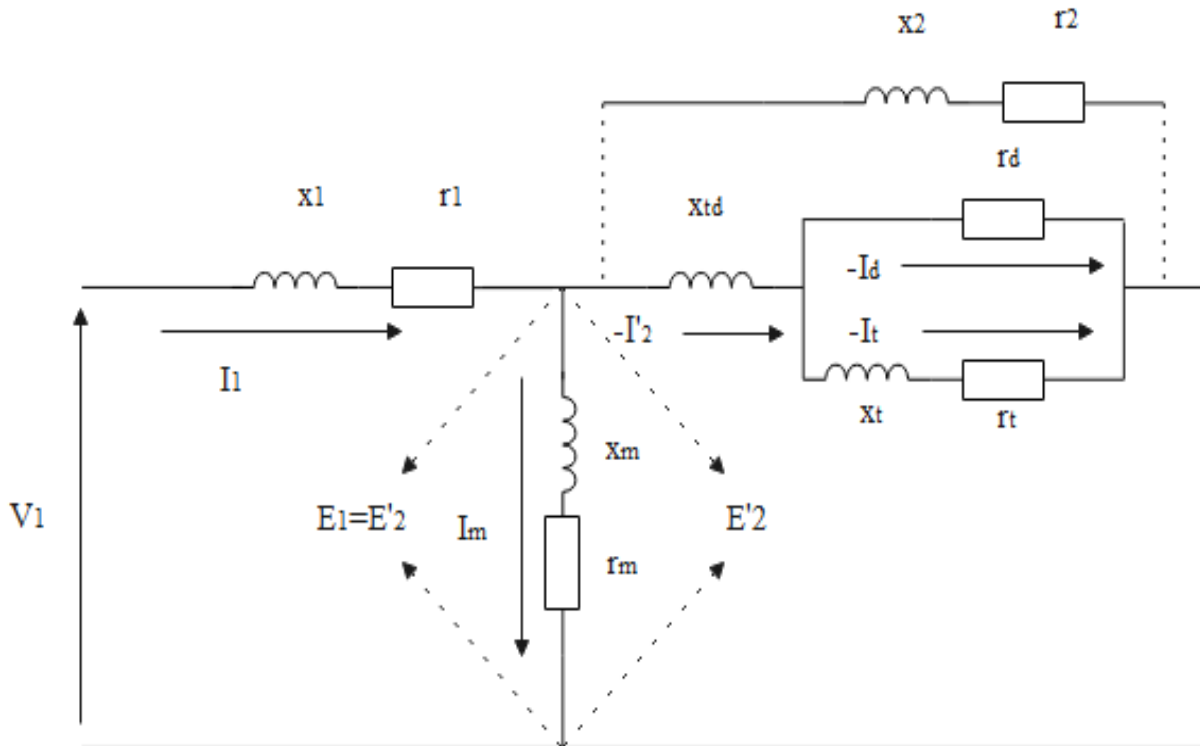 x2 r2
rd
x1 r1 xtd
-Id
-I'2 -It
I1
xt rt
xm
V1 E1=E'2 Im E'2
rm